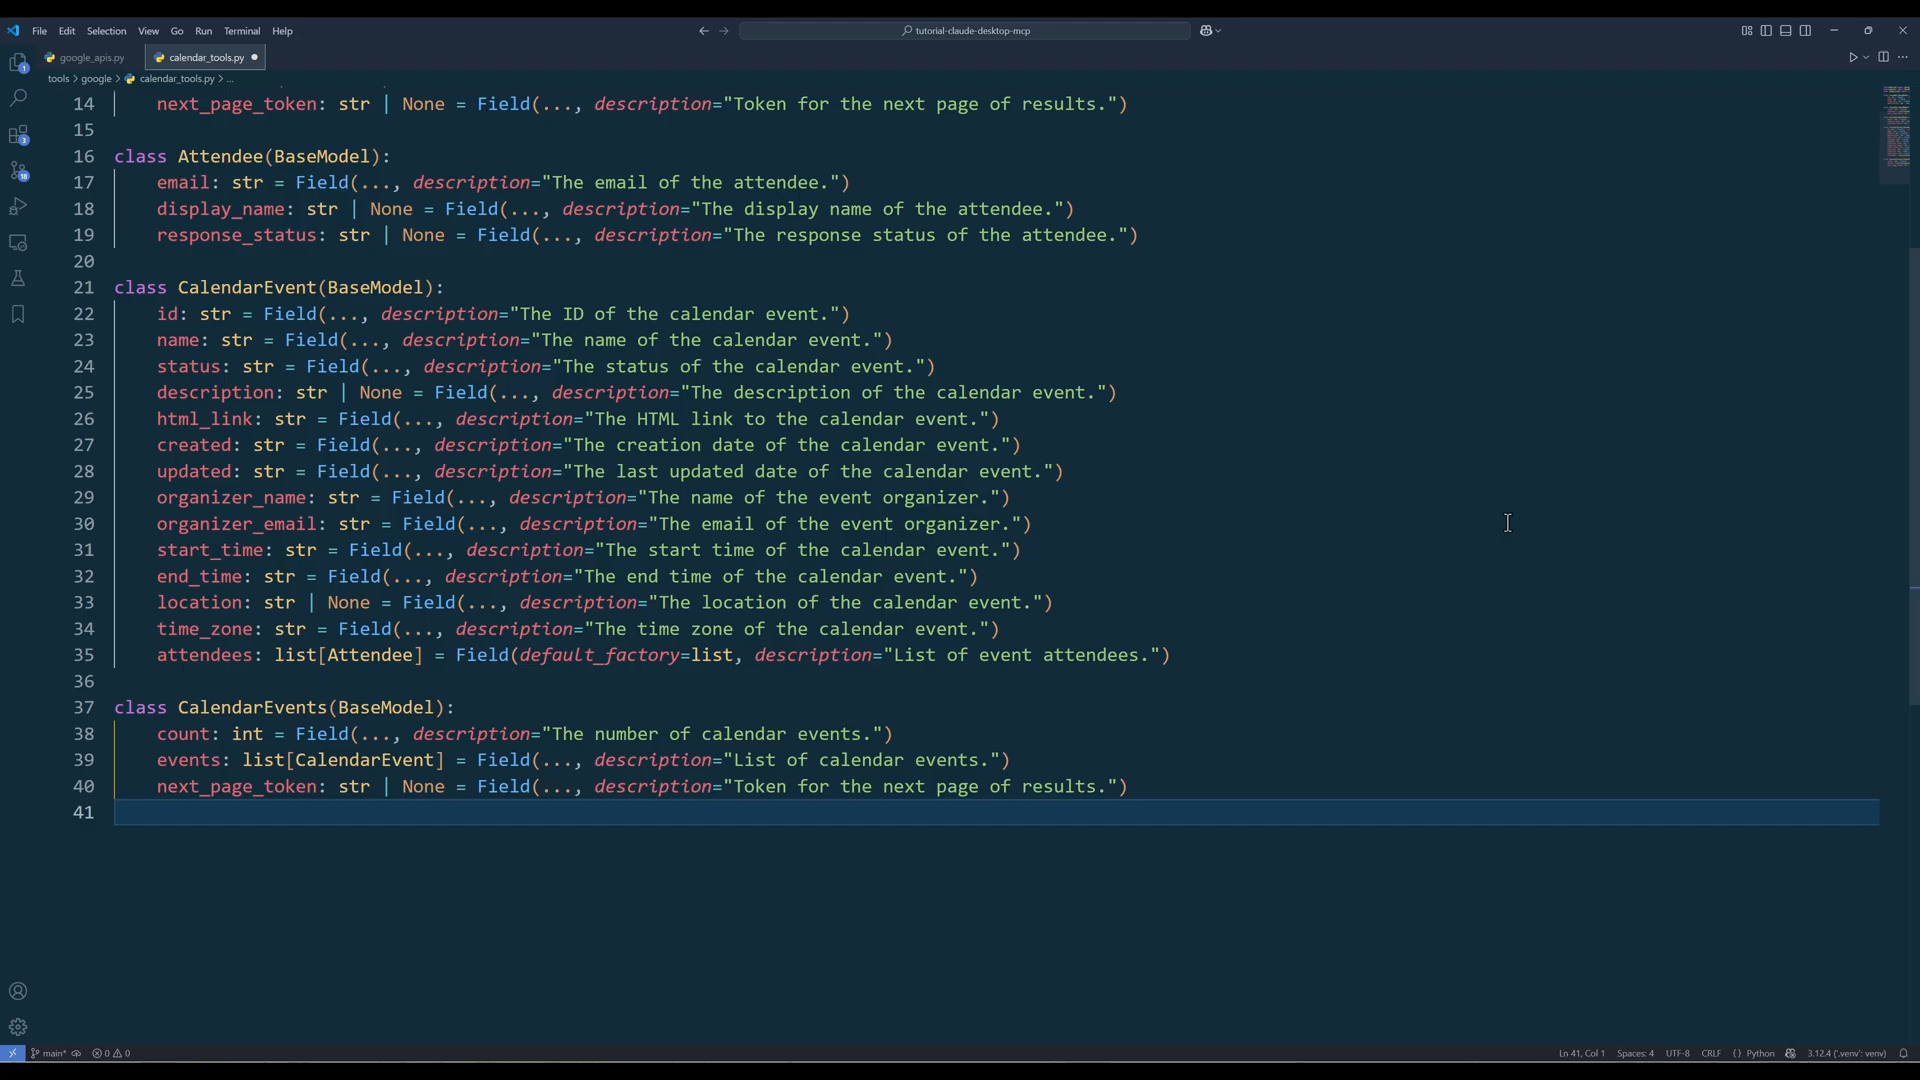 File Edit Selection View Go Run Terminal Help
tutorial-claude-desktop-mcp
google_apis.py
calendar_tools.py
tools > google > calendar_tools.py > ...
14 next_page_token: str | None = Field(..., description="Token for the next page of results.")
15
16 class Attendee(BaseModel):
17 email: str = Field(..., description="The email of the attendee.")
18 display_name: str | None = Field(..., description="The display name of the attendee.")
19 response_status: str | None = Field(..., description="The response status of the attendee.")
20
21 class CalendarEvent(BaseModel):
22 id: str = Field(..., description="The ID of the calendar event.")
23 name: str = Field(..., description="The name of the calendar event.")
24 status: str = Field(..., description="The status of the calendar event.")
25 description: str | None = Field(..., description="The description of the calendar event.")
26 html_link: str = Field(..., description="The HTML link to the calendar event.")
27 created: str = Field(..., description="The creation date of the calendar event.")
28 updated: str = Field(..., description="The last updated date of the calendar event.")
29 organizer_name: str = Field(..., description="The name of the event organizer.")
30 organizer_email: str = Field(..., description="The email of the event organizer.")
31 start_time: str = Field(..., description="The start time of the calendar event.")
32 end_time: str = Field(..., description="The end time of the calendar event.")
33 location: str | None = Field(..., description="The location of the calendar event.")
34 time_zone: str = Field(..., description="The time zone of the calendar event.")
35 attendees: list[Attendee] = Field(default_factory=list, description="List of event attendees.")
36
37 class CalendarEvents(BaseModel):
38 count: int = Field(..., description="The number of calendar events.")
39 events: list[CalendarEvent] = Field(..., description="List of calendar events.")
40 next_page_token: str | None = Field(..., description="Token for the next page of results.")
41
1
3
18
main* 0 0 Ln 41, Col 1 Spaces: 4 UTF-8 CRLF {} Python 3.12.4 ('.venv': venv)